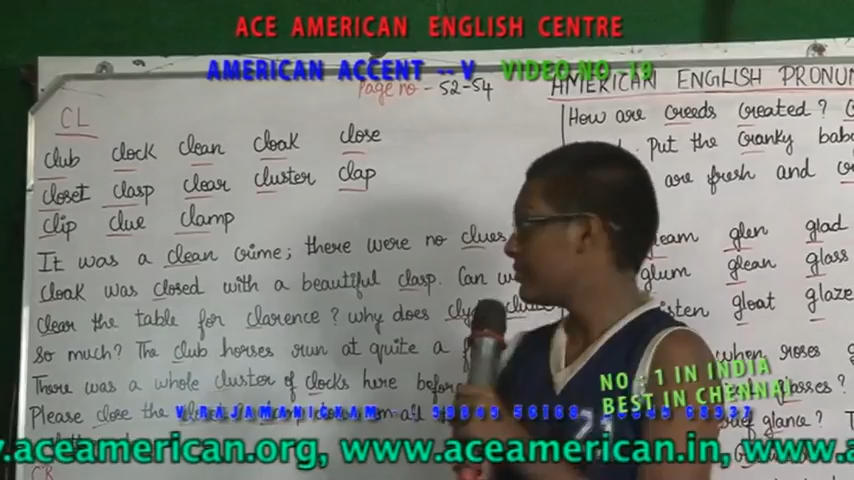 ACE AMERICAN ENGLISH CENTRE
AMERICAN ACCENT -- V VIDEO NO 19
Page no - 52-54
CL
club clock clean cloak close
closet clasp clear cluster clap
clip clue clamp
It was a clean crime; there were no clues
cloak was closed with a beautiful clasp. Can
clear the table for clarence? why does
so much? The club horses run at quite a
There was a whole cluster of clocks here before
Please close the
CR
AMERICAN ENGLISH
How are creeds created?
Put the cranky
are fresh and
glen glad
glum glean glass
gloat glaze
when roses
glance?
NO : 1 IN INDIA
BEST IN CHENNAI
V RAJAMANICKAM
www.aceamerican.org, www.aceamerican.in, www.